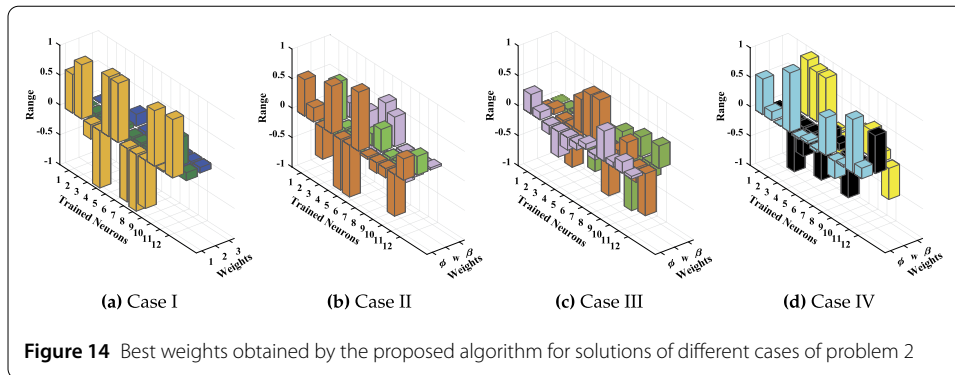 1
0.5
0
-0.5
-1
Range
1 2 3 4 5 6 7 8 9 10 11 12
Trained Neurons
1 2 3
Weights
(a) Case I
1
0.5
0
-0.5
-1
Range
1 2 3 4 5 6 7 8 9 10 11 12
Trained Neurons
φ w β
Weights
(b) Case II
1
0.5
0
-0.5
-1
Range
1 2 3 4 5 6 7 8 9 10 11 12
Trained Neurons
φ w β
Weights
(c) Case III
1
0.5
0
-0.5
-1
Range
1 2 3 4 5 6 7 8 9 10 11 12
Trained Neurons
φ w β
Weights
(d) Case IV
Figure 14 Best weights obtained by the proposed algorithm for solutions of different cases of problem 2